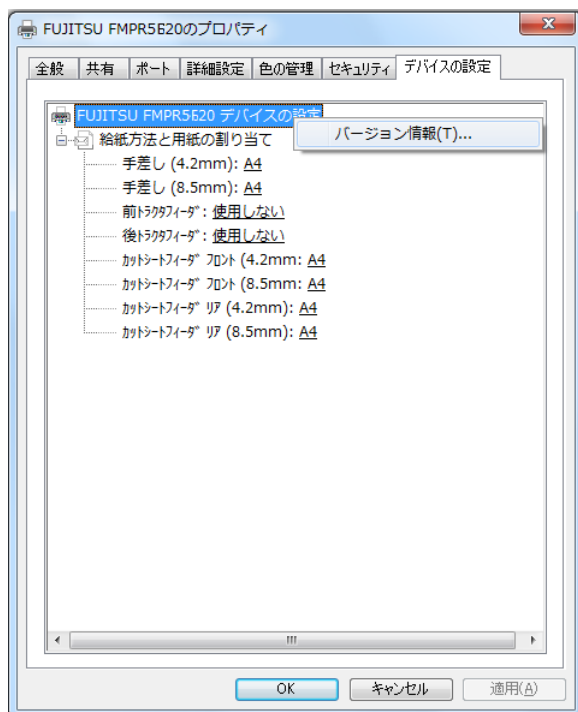 FUJITSU FMPR5620のプロパティ
全般 共有 ポート 詳細設定 色の管理 セキュリティ デバイスの設定
FUJITSU FMPR5620 デバイスの設定
バージョン情報(T)...
給紙方法と用紙の割り当て
手差し (4.2mm): A4
手差し (8.5mm): A4
前ﾄﾗｸﾀﾌｨｰﾀﾞ: 使用しない
後ﾄﾗｸﾀﾌｨｰﾀﾞ: 使用しない
ｶｯﾄｼｰﾄﾌｨｰﾀﾞ ﾌﾛﾝﾄ (4.2mm: A4
ｶｯﾄｼｰﾄﾌｨｰﾀﾞ ﾌﾛﾝﾄ (8.5mm: A4
ｶｯﾄｼｰﾄﾌｨｰﾀﾞ ﾘｱ (4.2mm): A4
ｶｯﾄｼｰﾄﾌｨｰﾀﾞ ﾘｱ (8.5mm): A4
OK キャンセル 適用(A)